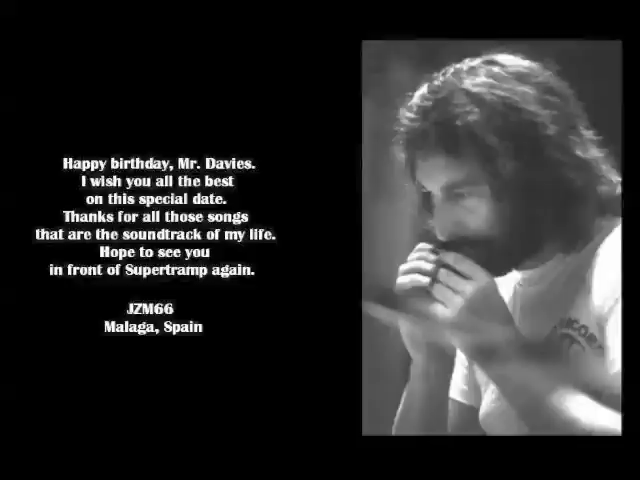 Happy birthday, Mr. Davies.
I wish you all the best
on this special date.
Thanks for all those songs
that are the soundtrack of my life.
Hope to see you
in front of Supertramp again.
JZM66
Malaga, Spain